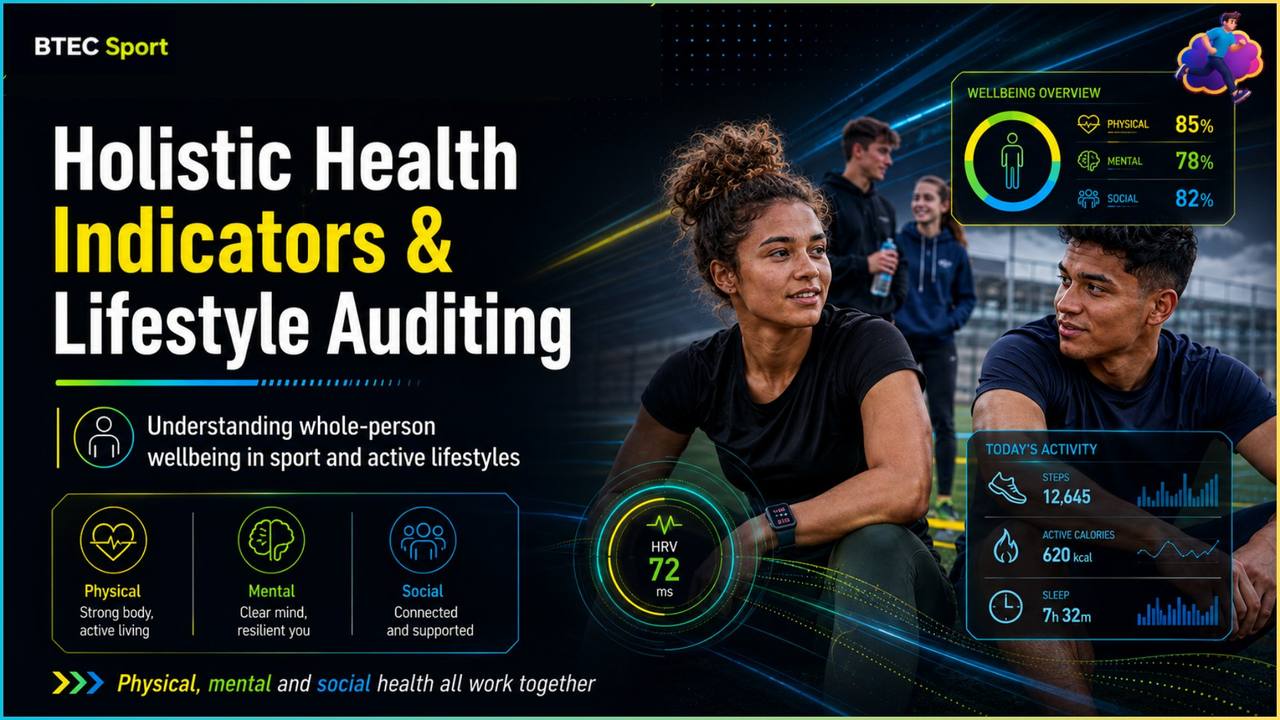 BTEC Sport
Holistic Health
Indicators &
Lifestyle Auditing
Understanding whole-person
wellbeing in sport and active lifestyles
Physical
Strong body,
active living
Mental
Clear mind,
resilient you
Social
Connected
and supported
Physical, mental and social health all work together
HRV
72
ms
WELLBEING OVERVIEW
PHYSICAL 85%
MENTAL 78%
SOCIAL 82%
TODAY'S ACTIVITY
STEPS
12,645
ACTIVE CALORIES
620 kcal
SLEEP
7h 32m